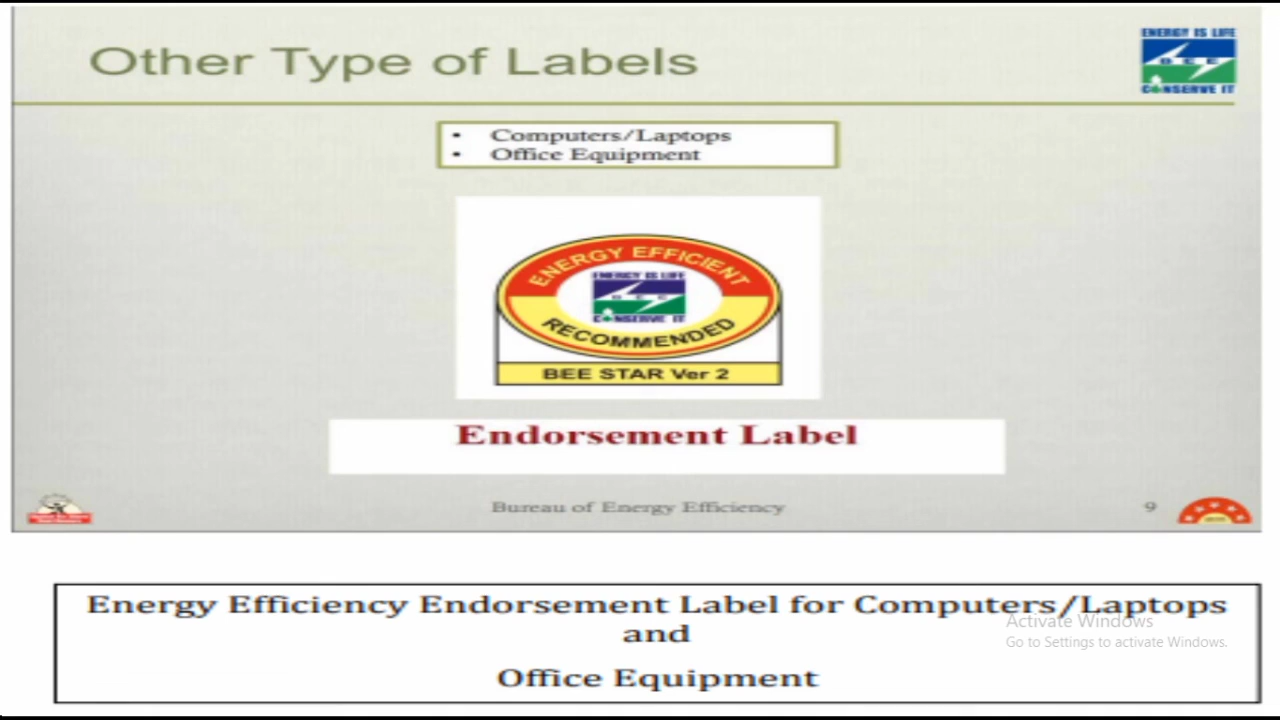 Other Type of Labels
ENERGY IS LIFE
BEE
CONSERVE IT
• Computers/Laptops
• Office Equipment
ENERGY EFFICIENT
ENERGY IS LIFE
BEE
CONSERVE IT
RECOMMENDED
BEE STAR Ver 2
Endorsement Label
Bureau of Energy Efficiency
9
Energy Efficiency Endorsement Label for Computers/Laptops
and
Office Equipment
Activate Windows
Go to Settings to activate Windows.